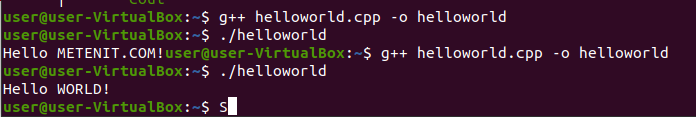 user@user-VirtualBox:~$ g++ helloworld.cpp -o helloworld
user@user-VirtualBox:~$ ./helloworld
Hello METENIT.COM!user@user-VirtualBox:~$ g++ helloworld.cpp -o helloworld
user@user-VirtualBox:~$ ./helloworld
Hello WORLD!
user@user-VirtualBox:~$ S